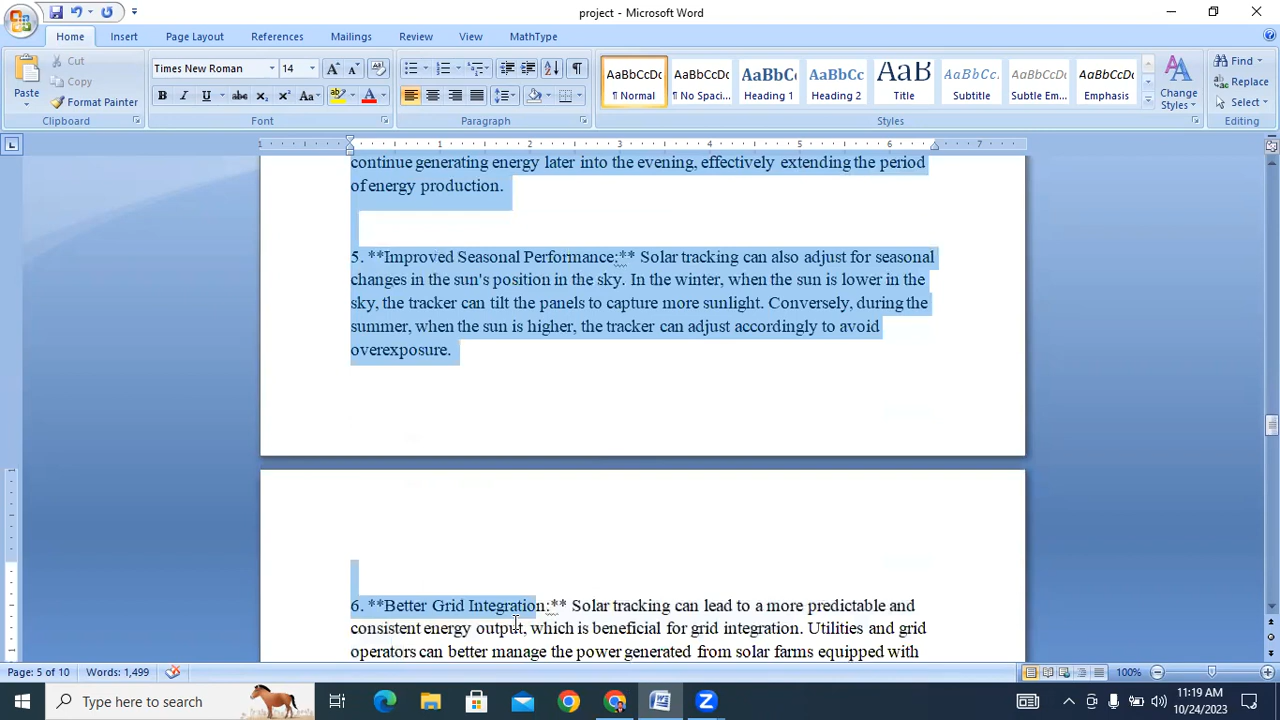 project - Microsoft Word
Home Insert Page Layout References Mailings Review View MathType
Paste
Cut
Copy
Format Painter
Clipboard
Times New Roman 14
Font
Paragraph
AaBbCcDc AaBbCcDc AaBbCc AaBbCc AaB AaBbCc. AaBbCcDc AaBbCcDc
¶ Normal ¶ No Spaci... Heading 1 Heading 2 Title Subtitle Subtle Em... Emphasis
Change
Styles
Styles
Find
Replace
Select
Editing
1 1 2 3 4 5 6 7
continue generating energy later into the evening, effectively extending the period
of energy production.
5. **Improved Seasonal Performance:** Solar tracking can also adjust for seasonal
changes in the sun's position in the sky. In the winter, when the sun is lower in the
sky, the tracker can tilt the panels to capture more sunlight. Conversely, during the
summer, when the sun is higher, the tracker can adjust accordingly to avoid
overexposure.
6. **Better Grid Integration:** Solar tracking can lead to a more predictable and
consistent energy output, which is beneficial for grid integration. Utilities and grid
operators can better manage the power generated from solar farms equipped with
Page: 5 of 10 Words: 1,499 100%
Type here to search
11:19 AM
10/24/2023